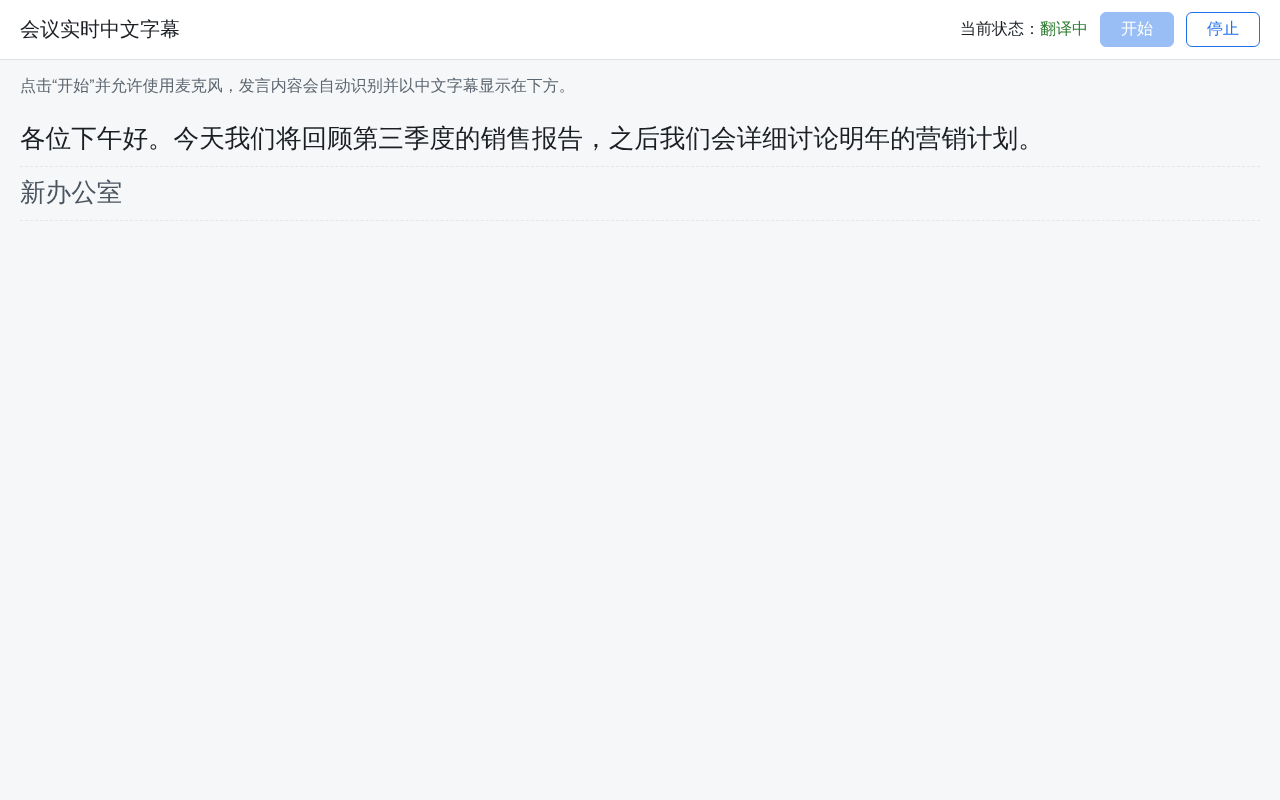 会议实时中文字幕
当前状态：翻译中 开始 停止
点击“开始”并允许使用麦克风，发言内容会自动识别并以中文字幕显示在下方。
各位下午好。今天我们将回顾第三季度的销售报告，之后我们会详细讨论明年的营销计划。
新办公室